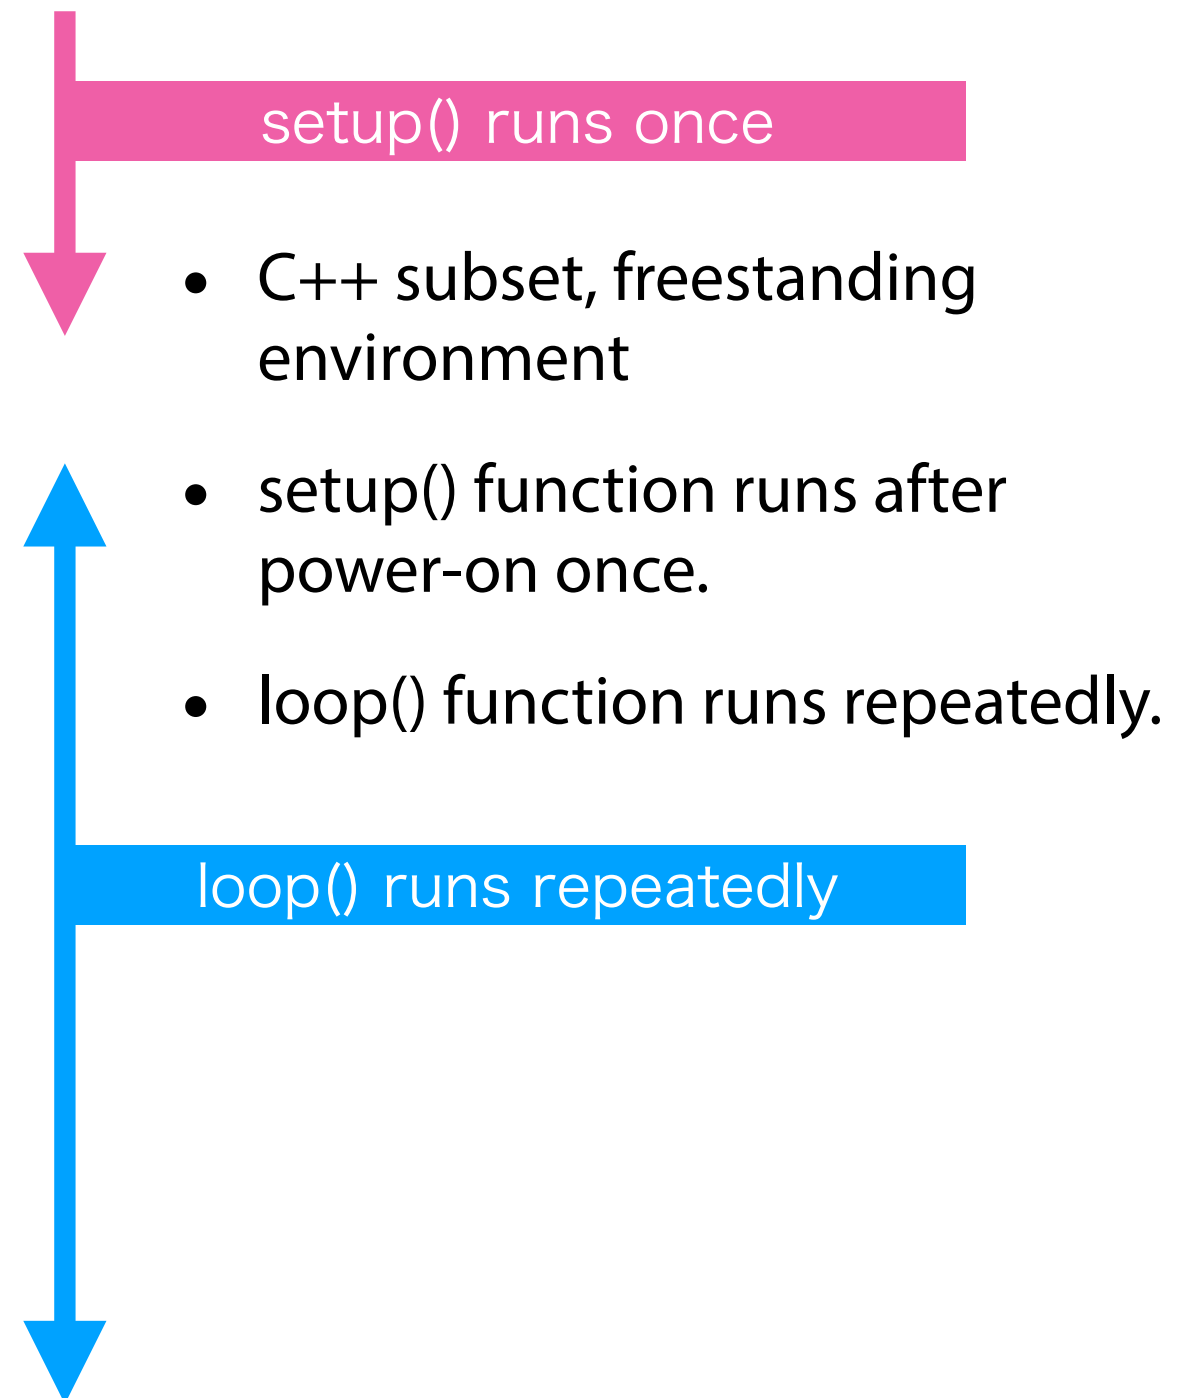 setup() runs once
• C++ subset, freestanding
environment
• setup() function runs after
power-on once.
• loop() function runs repeatedly.
loop() runs repeatedly